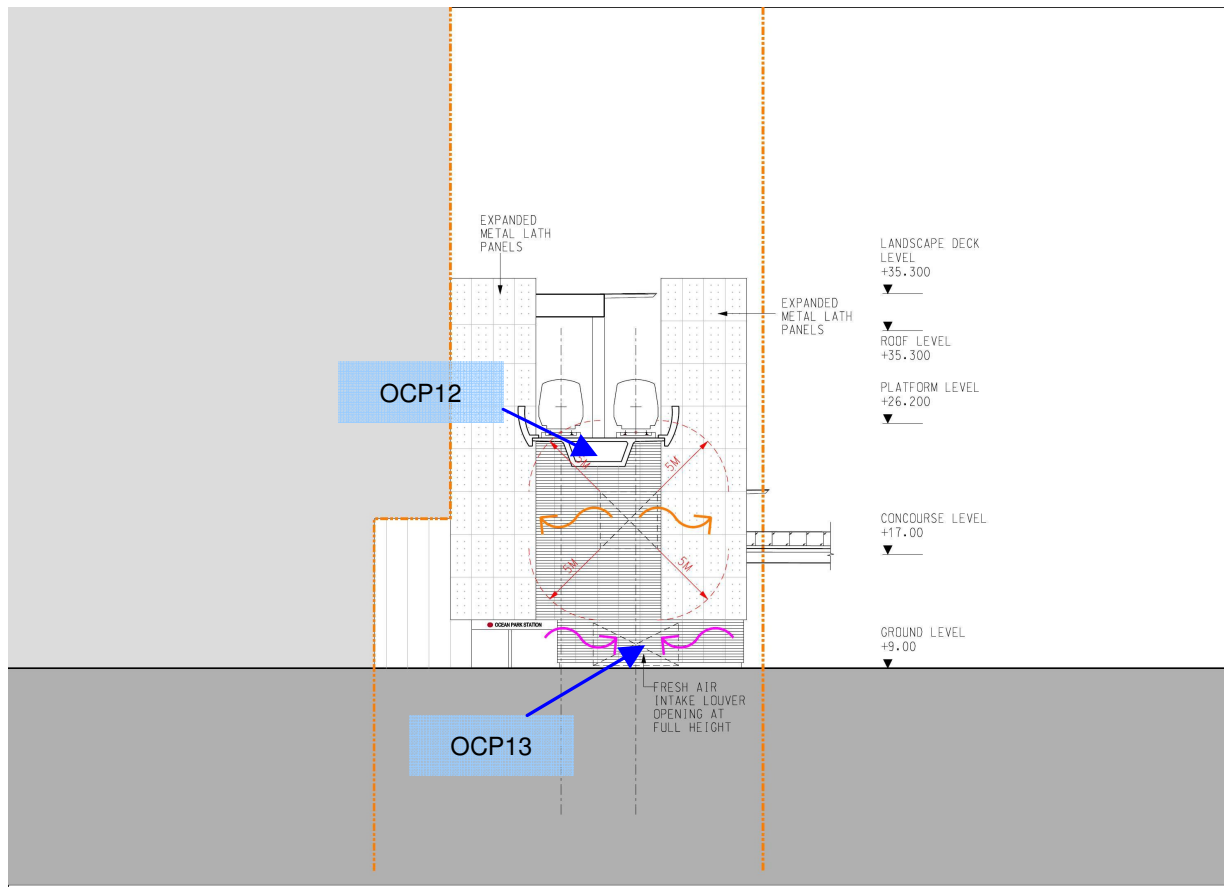 EXPANDED
METAL LATH
PANELS
LANDSCAPE DECK
LEVEL
+35.300
EXPANDED
METAL LATH
PANELS
ROOF LEVEL
+35.300
OCP12
PLATFORM LEVEL
+26.200
5M
5M
CONCOURSE LEVEL
+17.00
5M
5M
OCEAN PARK STATION
GROUND LEVEL
+9.00
FRESH AIR
INTAKE LOUVER
OPENING AT
FULL HEIGHT
OCP13